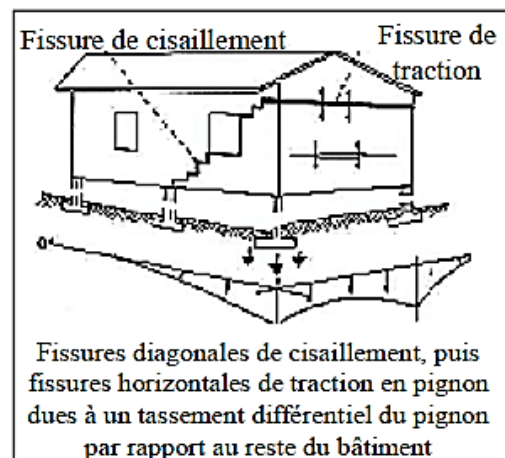 Fissure de cisaillement
Fissure de
traction
0
Fissures diagonales de cisaillement, puis
fissures horizontales de traction en pignon
dues à un tassement différentiel du pignon
par rapport au reste du bâtiment